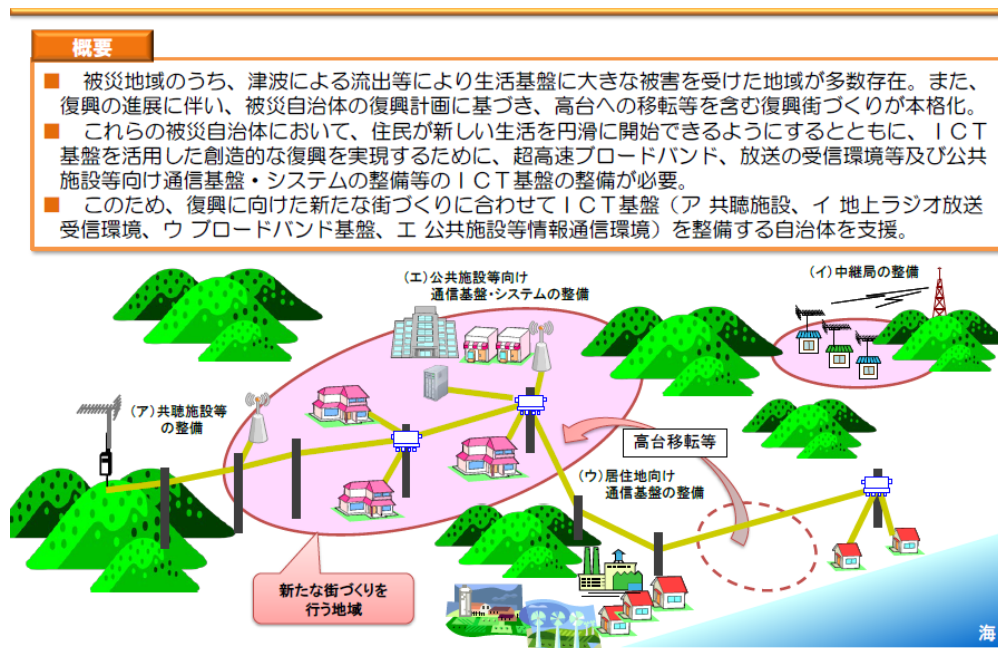 概要
■ 被災地域のうち、津波による流出等により生活基盤に大きな被害を受けた地域が多数存在。また、
復興の進展に伴い、被災自治体の復興計画に基づき、高台への移転等を含む復興街づくりが本格化。
■ これらの被災自治体において、住民が新しい生活を円滑に開始できるようにするとともに、ＩＣＴ
基盤を活用した創造的な復興を実現するために、超高速ブロードバンド、放送の受信環境等及び公共
施設等向け通信基盤・システムの整備等のＩＣＴ基盤の整備が必要。
■ このため、復興に向けた新たな街づくりに合わせてＩＣＴ基盤（ア 共聴施設、イ 地上ラジオ放送
受信環境、ウ ブロードバンド基盤、エ 公共施設等情報通信環境）を整備する自治体を支援。
（エ）公共施設等向け
通信基盤・システムの整備
（イ）中継局の整備
（ア）共聴施設等
の整備
高台移転等
（ウ）居住地向け
通信基盤の整備
新たな街づくりを
行う地域
海